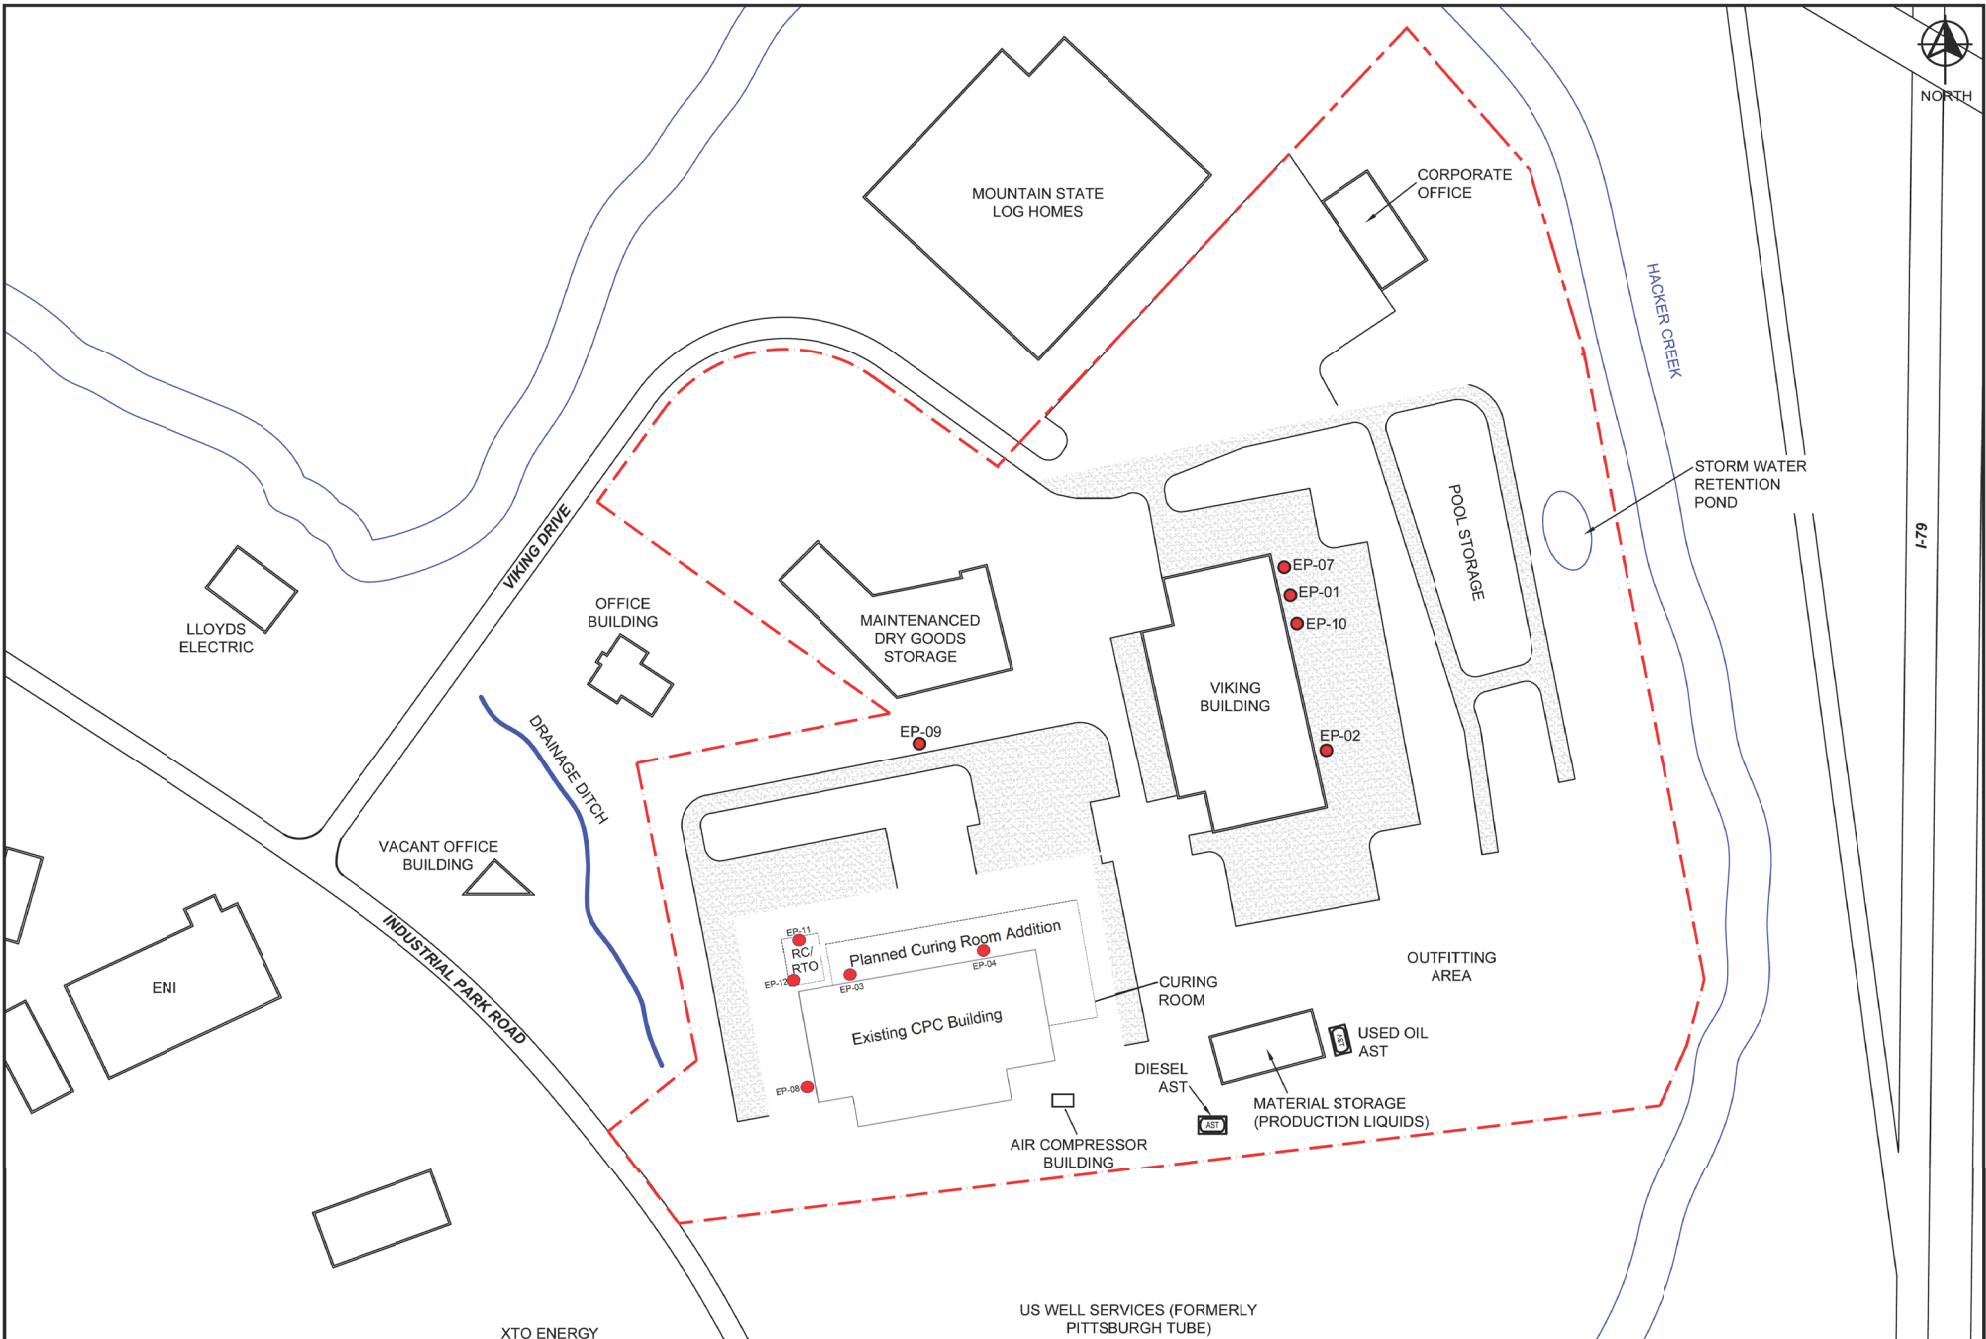 NORTH
CORPORATE
OFFICE
MOUNTAIN STATE
LOG HOMES
HACKER CREEK
STORM WATER
RETENTION
POND
I-79
POOL STORAGE
VIKING DRIVE
EP-07
EP-01
EP-10
OFFICE
BUILDING
LLOYDS
ELECTRIC
MAINTENANCED
DRY GOODS
STORAGE
VIKING
BUILDING
EP-02
EP-09
DRAINAGE DITCH
VACANT OFFICE
BUILDING
INDUSTRIAL PARK ROAD
ENI
EP-11
RC/
RTO
EP-12
Planned Curing Room Addition
EP-03
EP-04
CURING
ROOM
Existing CPC Building
EP-08
OUTFITTING
AREA
USED OIL
AST
AST
DIESEL
AST
AST
MATERIAL STORAGE
(PRODUCTION LIQUIDS)
AIR COMPRESSOR
BUILDING
US WELL SERVICES (FORMERLY
PITTSBURGH TUBE)
XTO ENERGY